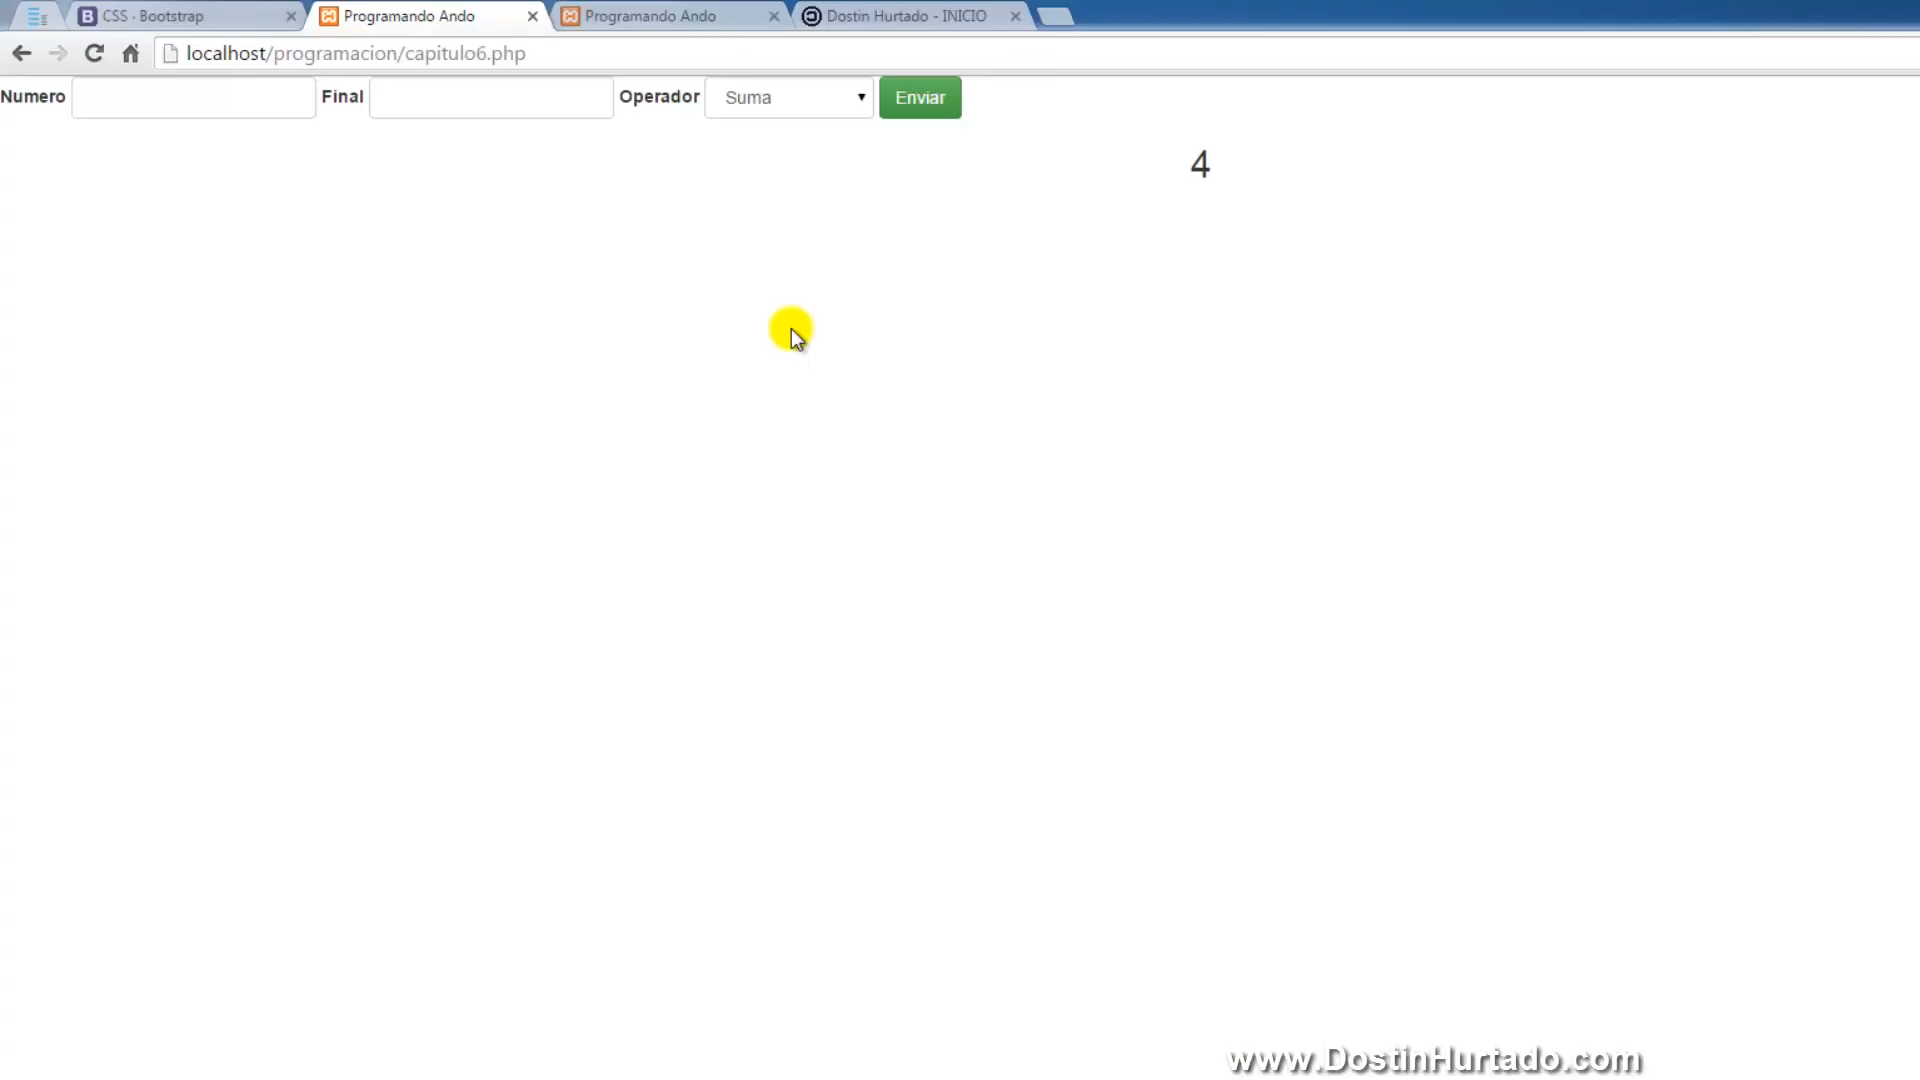 CSS - Bootstrap
Programando Ando
Programando Ando
Dostin Hurtado - INICIO
localhost/programacion/capitulo6.php
Numero
Final
Operador
Suma
Enviar
4
www.DostinHurtado.com